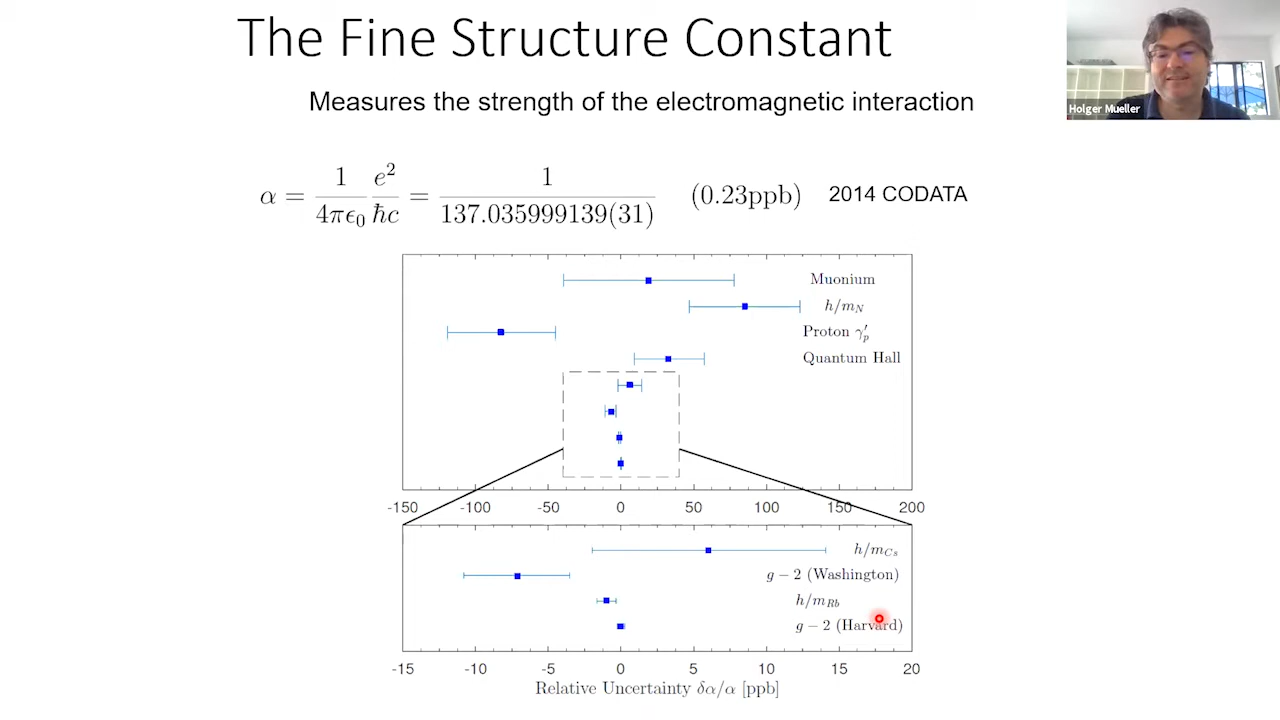 The Fine Structure Constant
Holger Mueller
Measures the strength of the electromagnetic interaction
α = 1/(4πϵ₀) e²/(ħc) = 1/137.035999139(31) (0.23ppb) 2014 CODATA
Muonium
h/m_N
Proton γ′_p
Quantum Hall
-150 -100 -50 0 50 100 150 200
h/m_Cs
g − 2 (Washington)
h/m_Rb
g − 2 (Harvard)
-15 -10 -5 0 5 10 15 20
Relative Uncertainty δα/α [ppb]